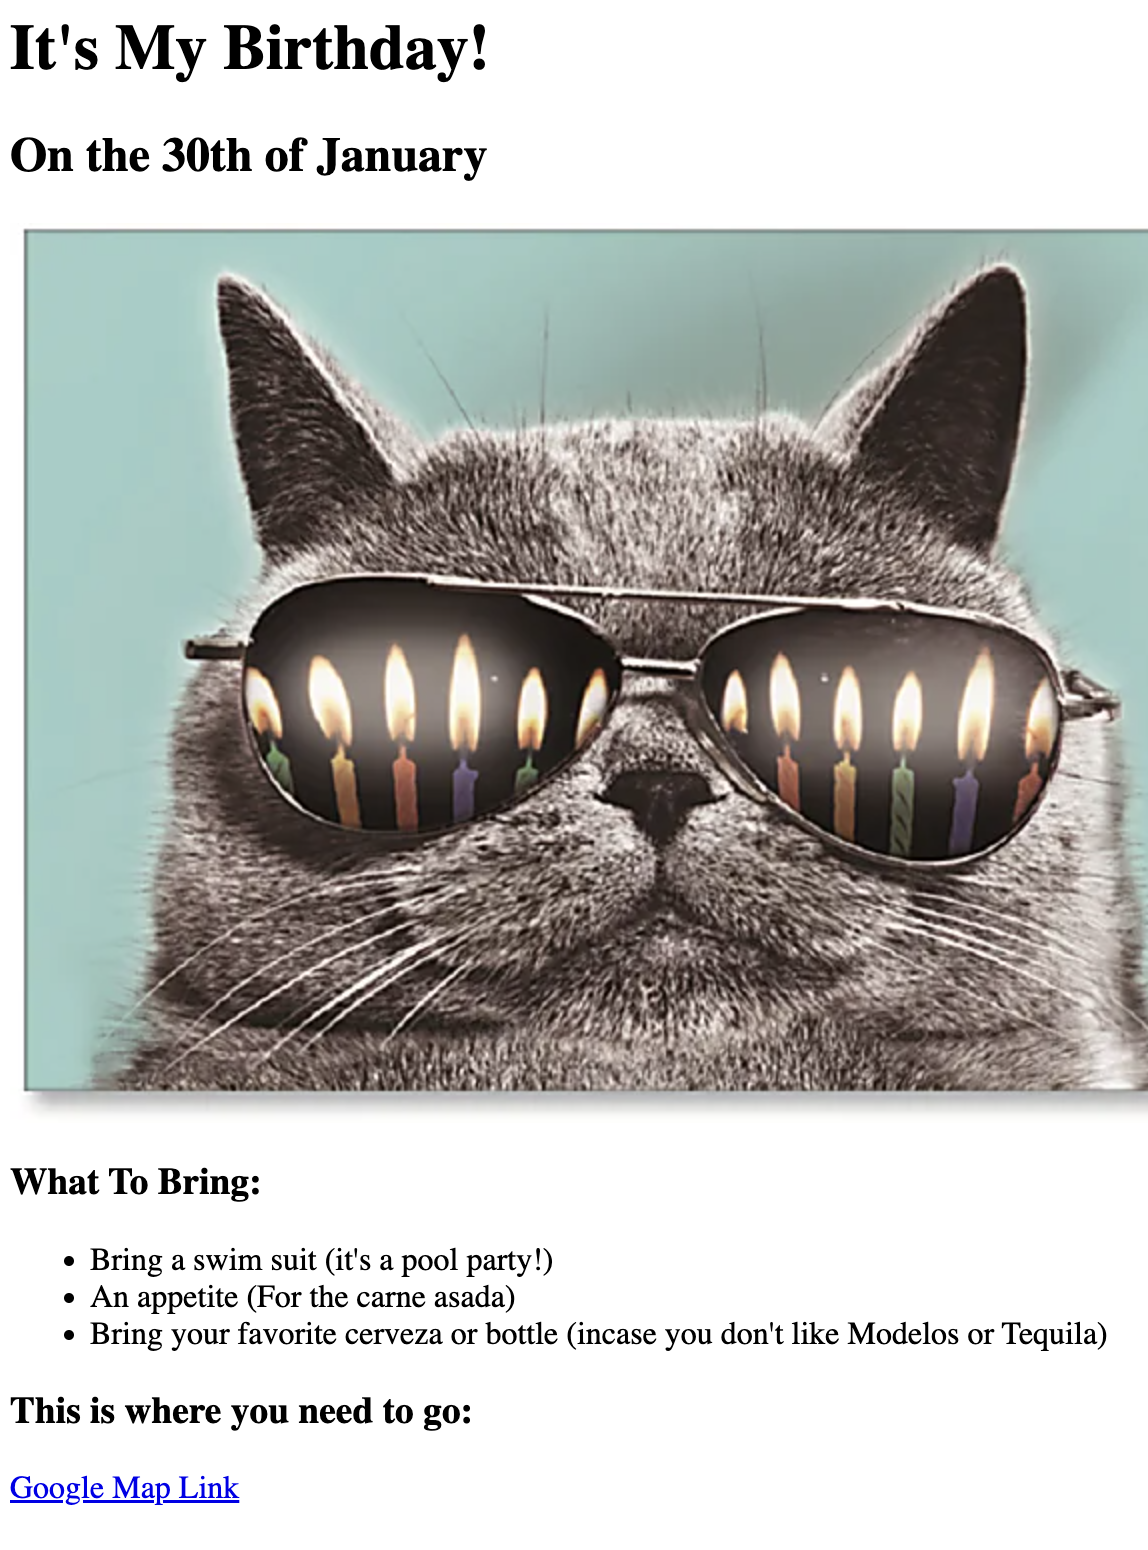 It's My Birthday!
On the 30th of January
What To Bring:
Bring a swim suit (it's a pool party!)
An appetite (For the carne asada)
Bring your favorite cerveza or bottle (incase you don't like Modelos or Tequila)
This is where you need to go:
Google Map Link